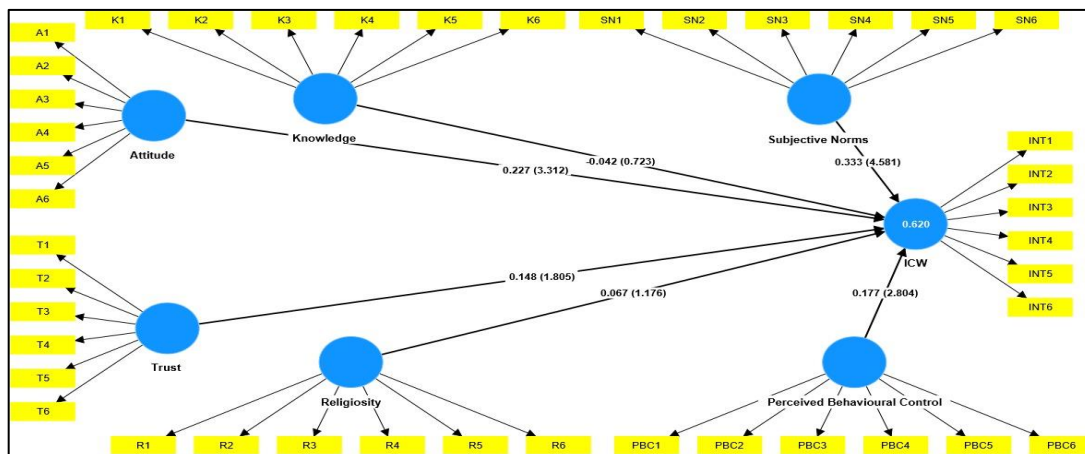 K1
K2
K3
K4
K5
K6
SN1
SN2
SN3
SN4
SN5
SN6
A1
A2
A3
A4
A5
A6
Attitude
Knowledge
Subjective Norms
-0.042 (0.723)
0.227 (3.312)
0.333 (4.581)
INT1
INT2
INT3
INT4
INT5
INT6
0.620
ICW
T1
T2
T3
T4
T5
T6
Trust
0.148 (1.805)
0.067 (1.176)
0.177 (2.804)
Religiosity
Perceived Behavioural Control
R1
R2
R3
R4
R5
R6
PBC1
PBC2
PBC3
PBC4
PBC5
PBC6